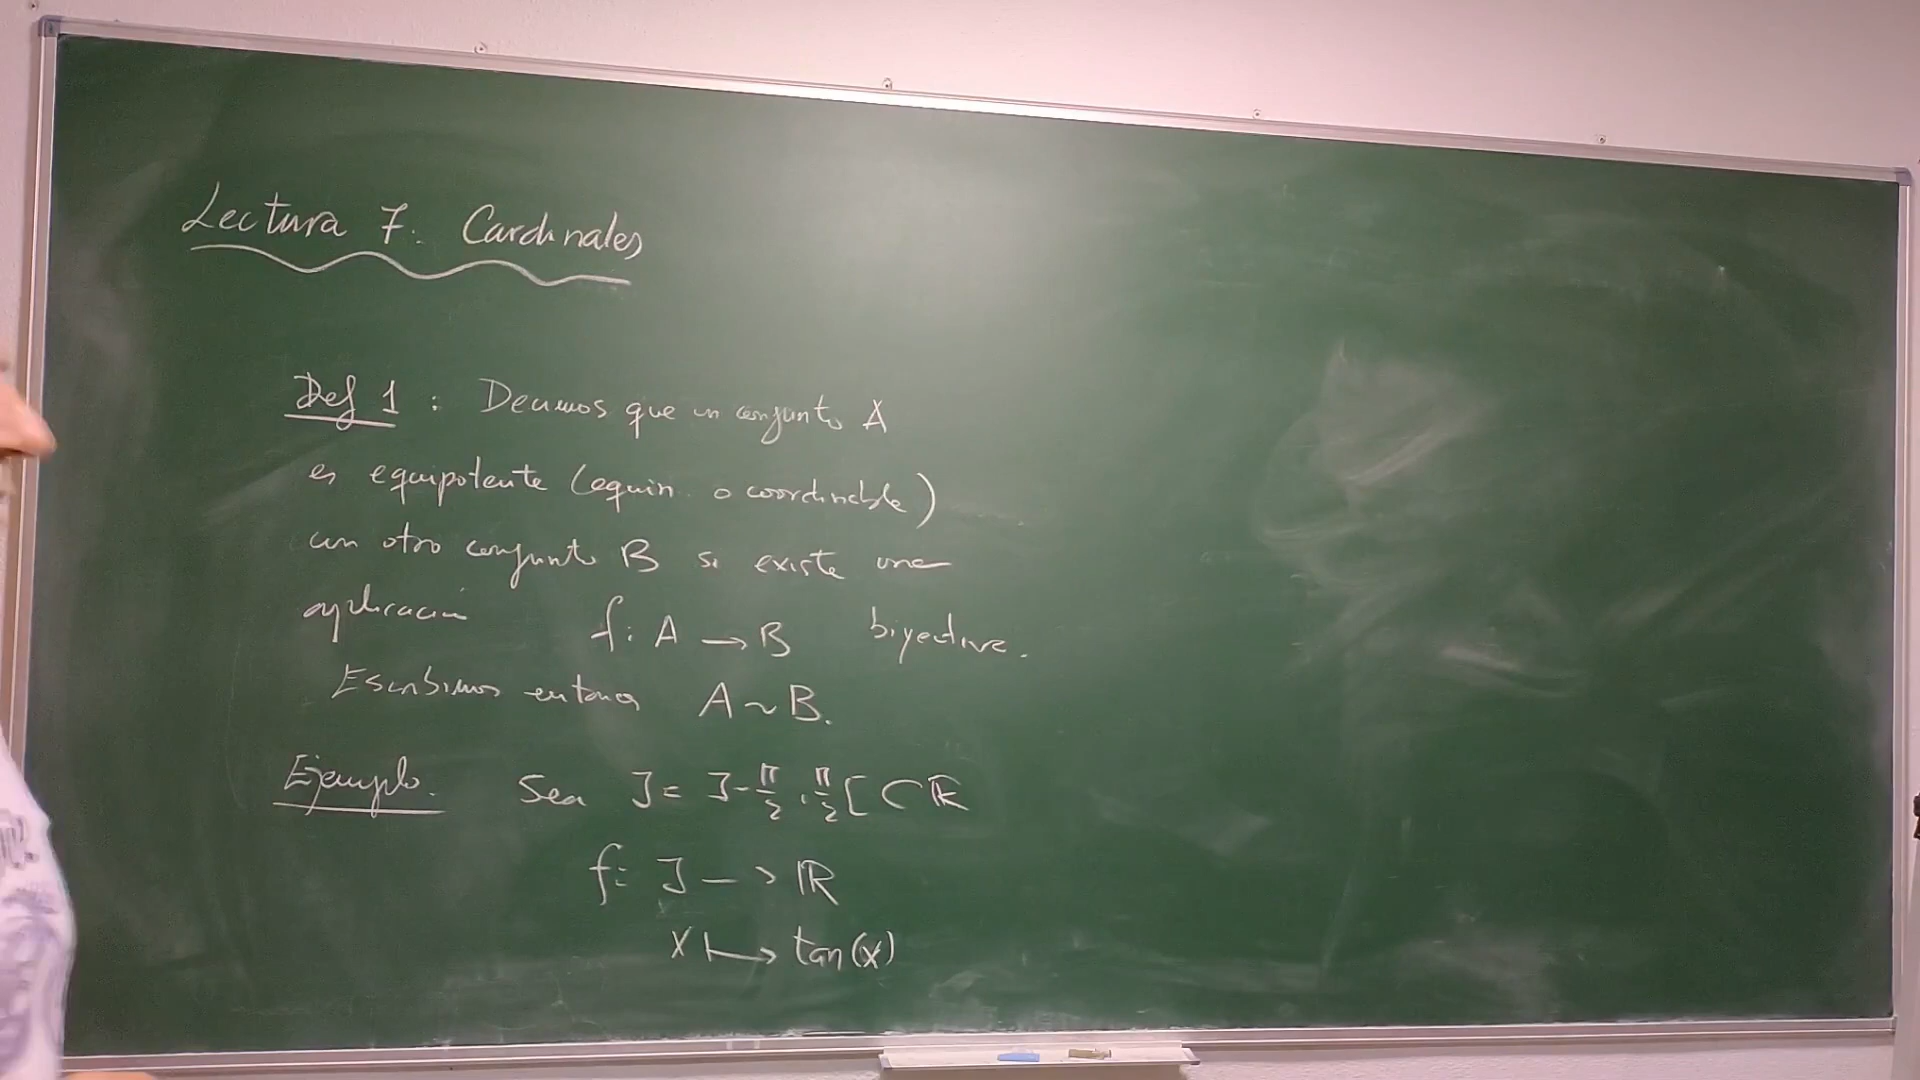 Lectura 7: Cardinales
Def 1 : Decimos que un conjunto A
es equipotente (equin. o coordinable)
con otro conjunto B si existe una
aplicación f: A → B biyectiva.
Escribimos entonces A ~ B.
Ejemplo. Sea J = ]-π/2, π/2[ ⊂ ℝ
f: J → ℝ
x ↦ tan(x)